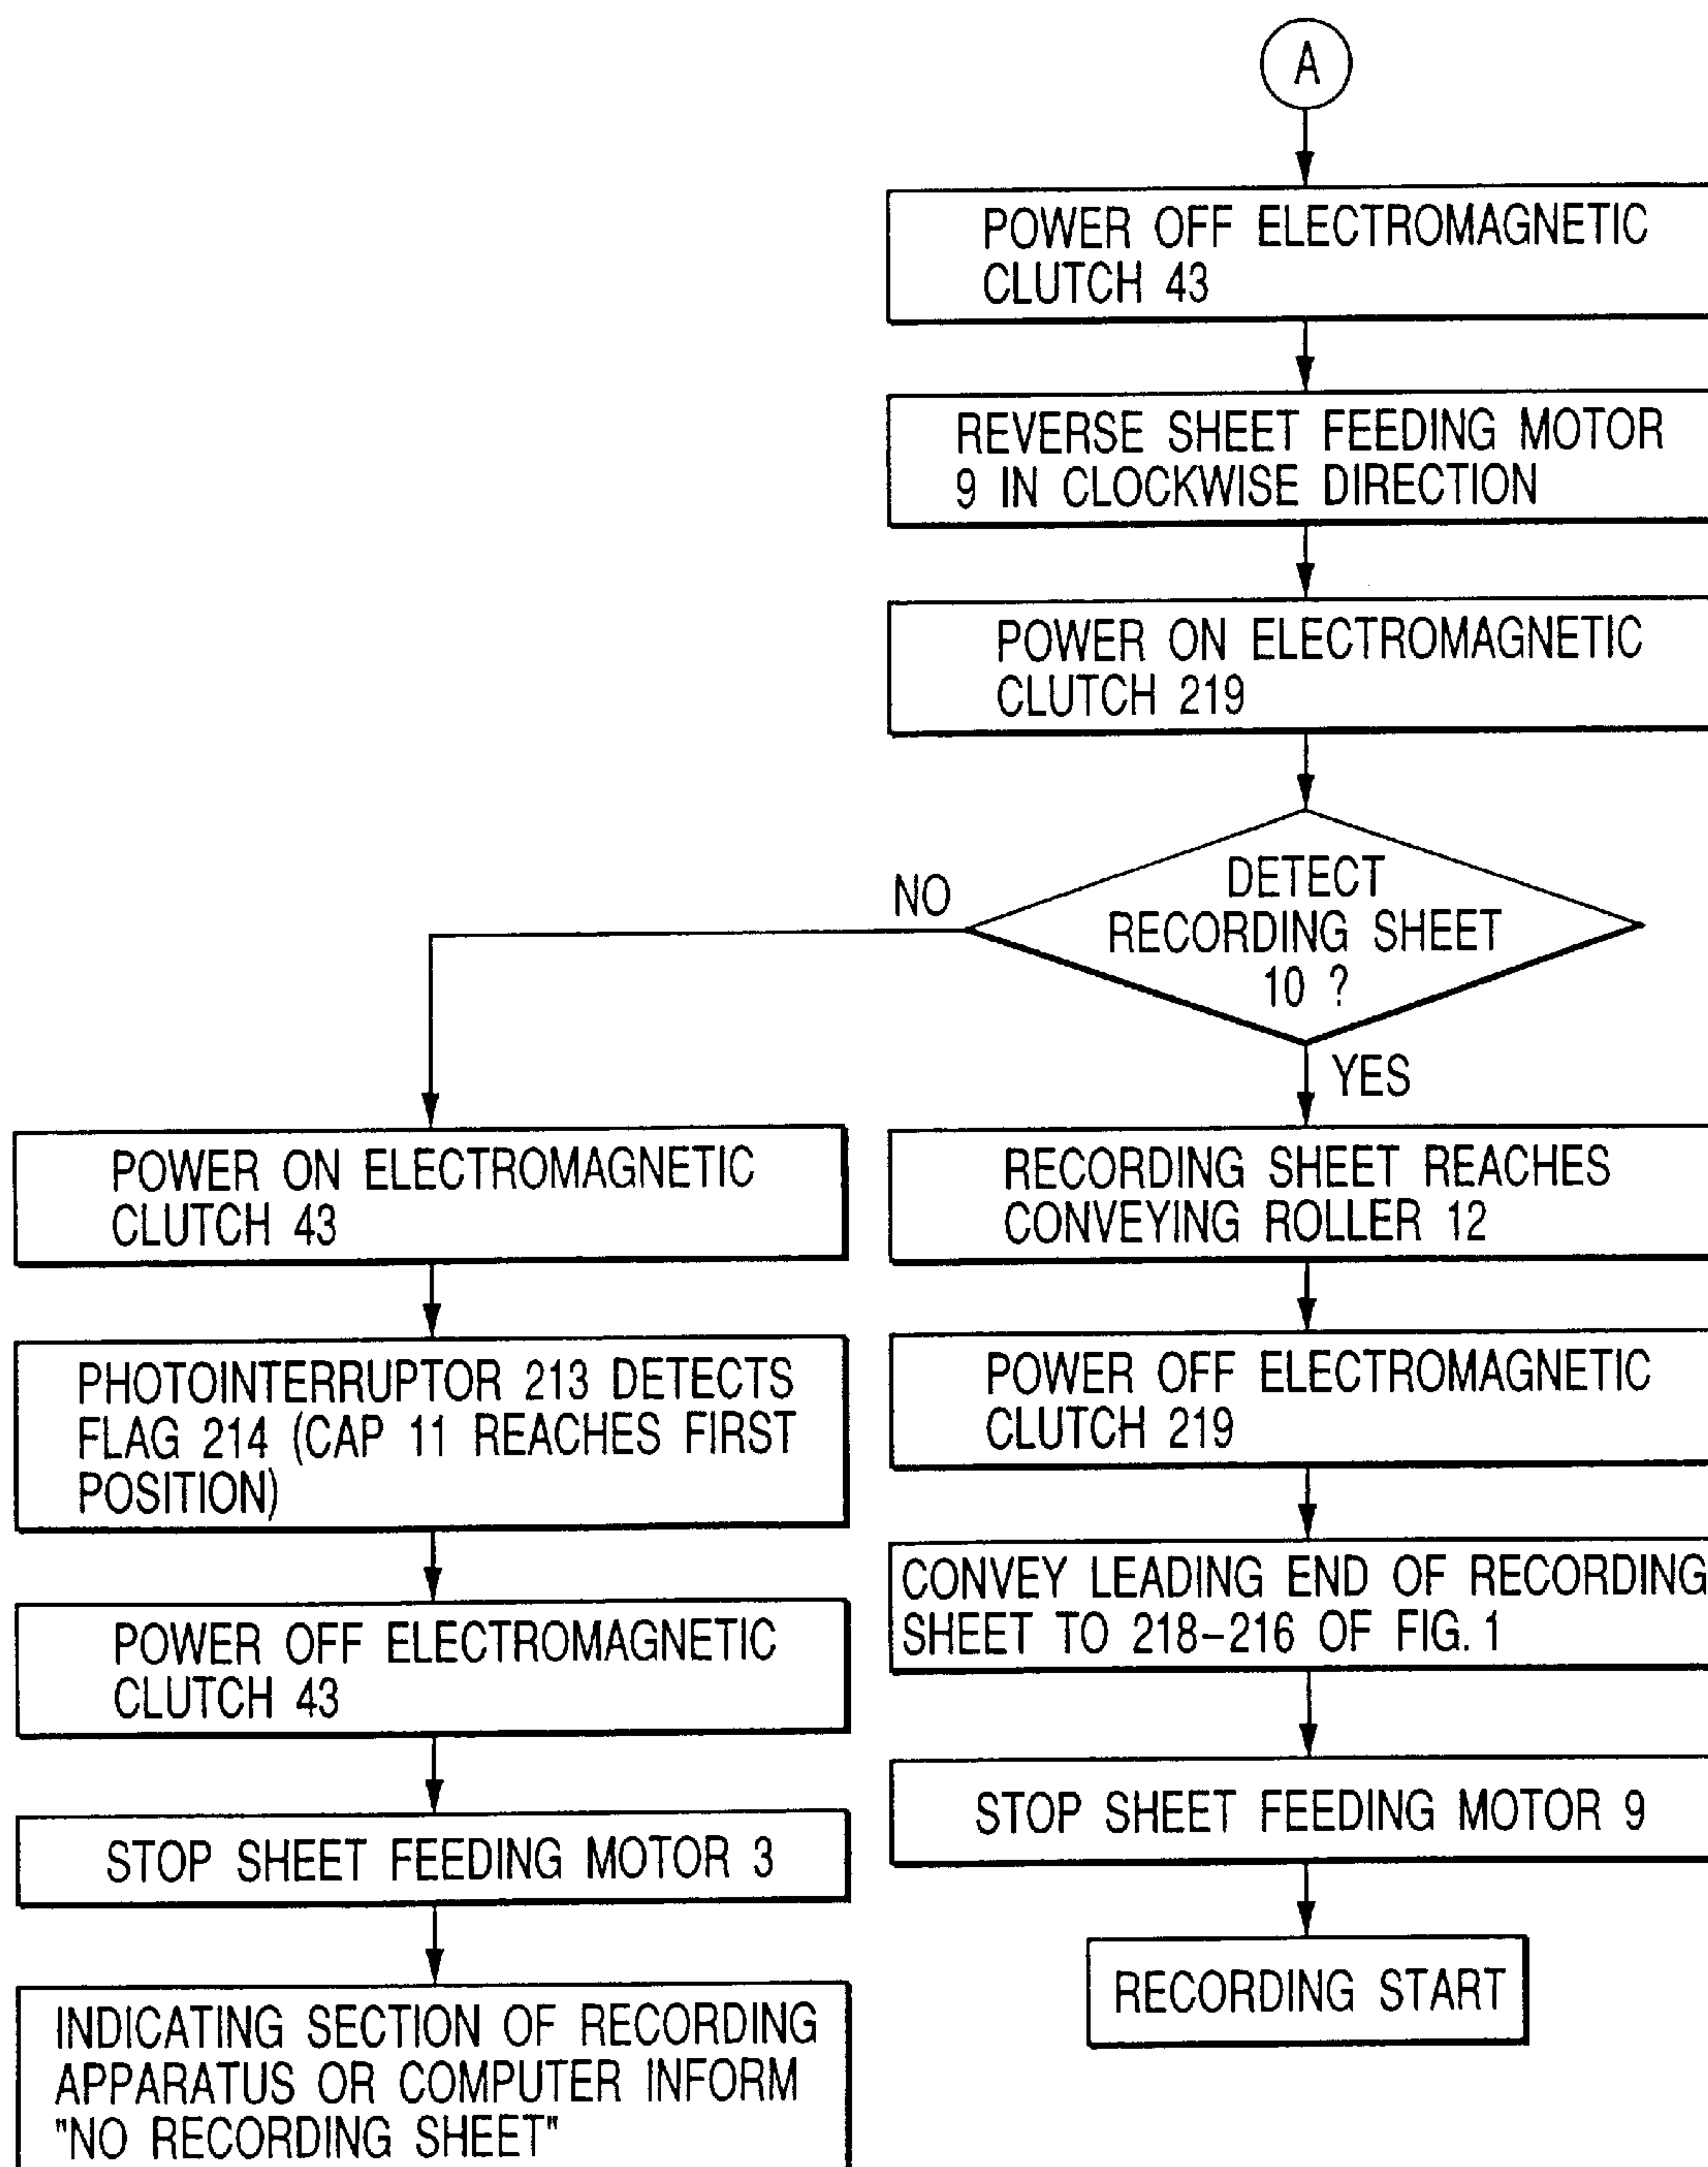 A
POWER OFF ELECTROMAGNETIC
CLUTCH 43
REVERSE SHEET FEEDING MOTOR
9 IN CLOCKWISE DIRECTION
POWER ON ELECTROMAGNETIC
CLUTCH 219
DETECT
RECORDING SHEET
10 ?
NO
YES
POWER ON ELECTROMAGNETIC
CLUTCH 43
PHOTOINTERRUPTOR 213 DETECTS
FLAG 214 (CAP 11 REACHES FIRST
POSITION)
POWER OFF ELECTROMAGNETIC
CLUTCH 43
STOP SHEET FEEDING MOTOR 3
INDICATING SECTION OF RECORDING
APPARATUS OR COMPUTER INFORM
"NO RECORDING SHEET"
RECORDING SHEET REACHES
CONVEYING ROLLER 12
POWER OFF ELECTROMAGNETIC
CLUTCH 219
CONVEY LEADING END OF RECORDING
SHEET TO 218-216 OF FIG. 1
STOP SHEET FEEDING MOTOR 9
RECORDING START